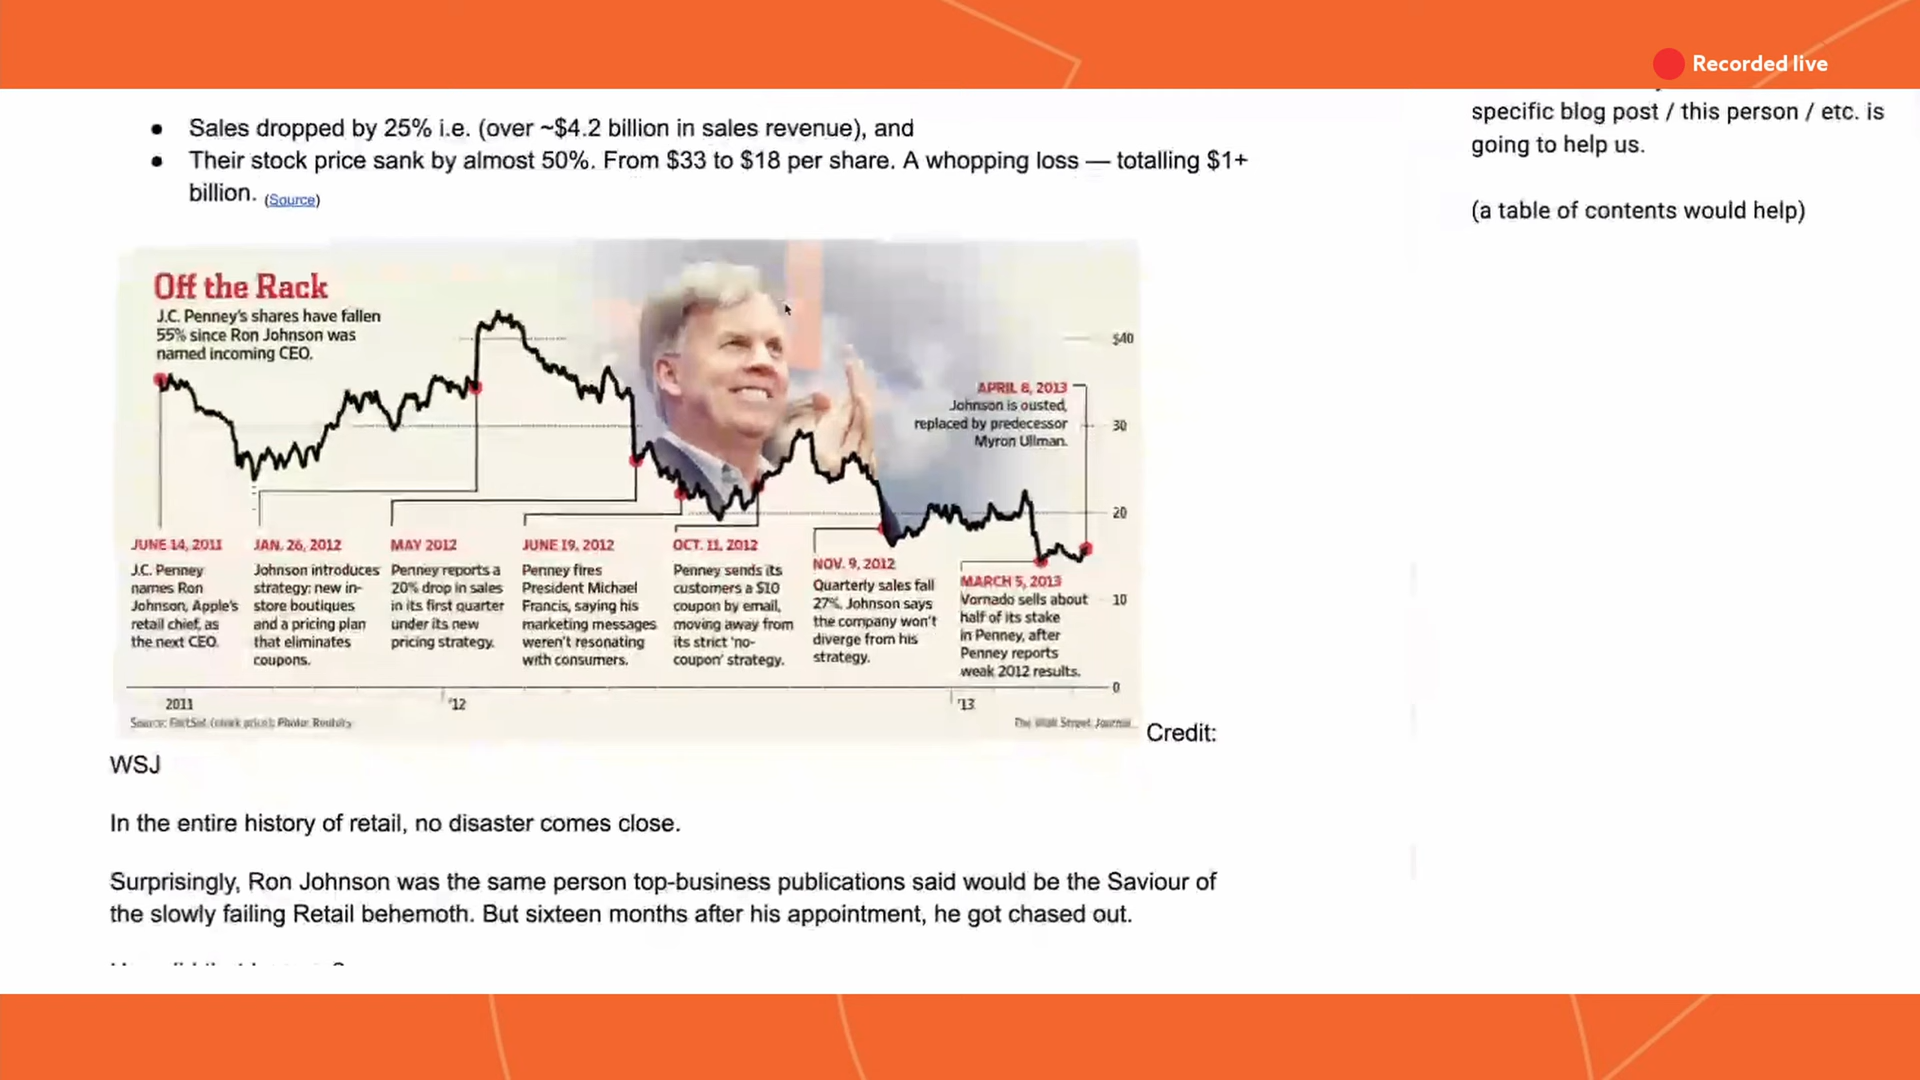 Recorded live
● Sales dropped by 25% i.e. (over ~$4.2 billion in sales revenue), and
● Their stock price sank by almost 50%. From $33 to $18 per share. A whopping loss — totalling $1+
billion. (Source)
specific blog post / this person / etc. is
going to help us.
(a table of contents would help)
Off the Rack
J.C. Penney's shares have fallen
55% since Ron Johnson was
named incoming CEO.
$40
30
20
10
0
APRIL 8, 2013
Johnson is ousted,
replaced by predecessor
Myron Ullman.
JUNE 14, 2011
J.C. Penney
names Ron
Johnson, Apple's
retail chief, as
the next CEO.
JAN. 26, 2012
Johnson introduces
strategy: new in-
store boutiques
and a pricing plan
that eliminates
coupons.
MAY 2012
Penney reports a
20% drop in sales
in its first quarter
under its new
pricing strategy.
JUNE 19, 2012
Penney fires
President Michael
Francis, saying his
marketing messages
weren't resonating
with consumers.
OCT. 11, 2012
Penney sends its
customers a $10
coupon by email,
moving away from
its strict 'no-
coupon' strategy.
NOV. 9, 2012
Quarterly sales fall
27%. Johnson says
the company won't
diverge from his
strategy.
MARCH 5, 2013
Vornado sells about
half of its stake
in Penney, after
Penney reports
weak 2012 results.
2011
'12
'13
Source: FactSet (stock price); Photo: Reuters
The Wall Street Journal
Credit:
WSJ
In the entire history of retail, no disaster comes close.
Surprisingly, Ron Johnson was the same person top-business publications said would be the Saviour of
the slowly failing Retail behemoth. But sixteen months after his appointment, he got chased out.